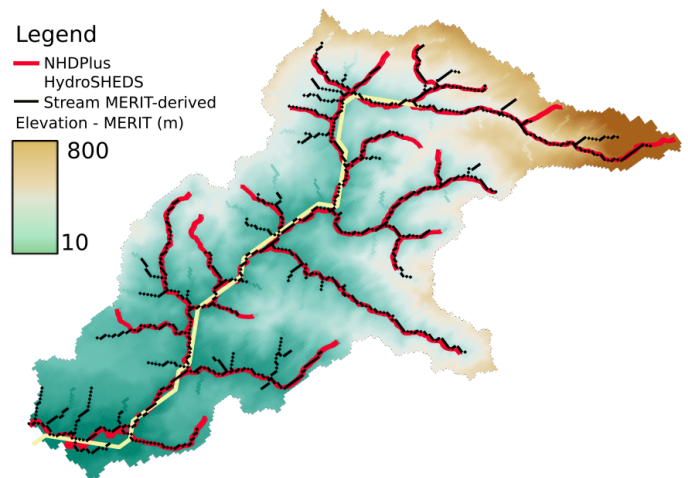 Legend
NHDPlus
HydroSHEDS
Stream MERIT-derived
Elevation - MERIT (m)
800
10